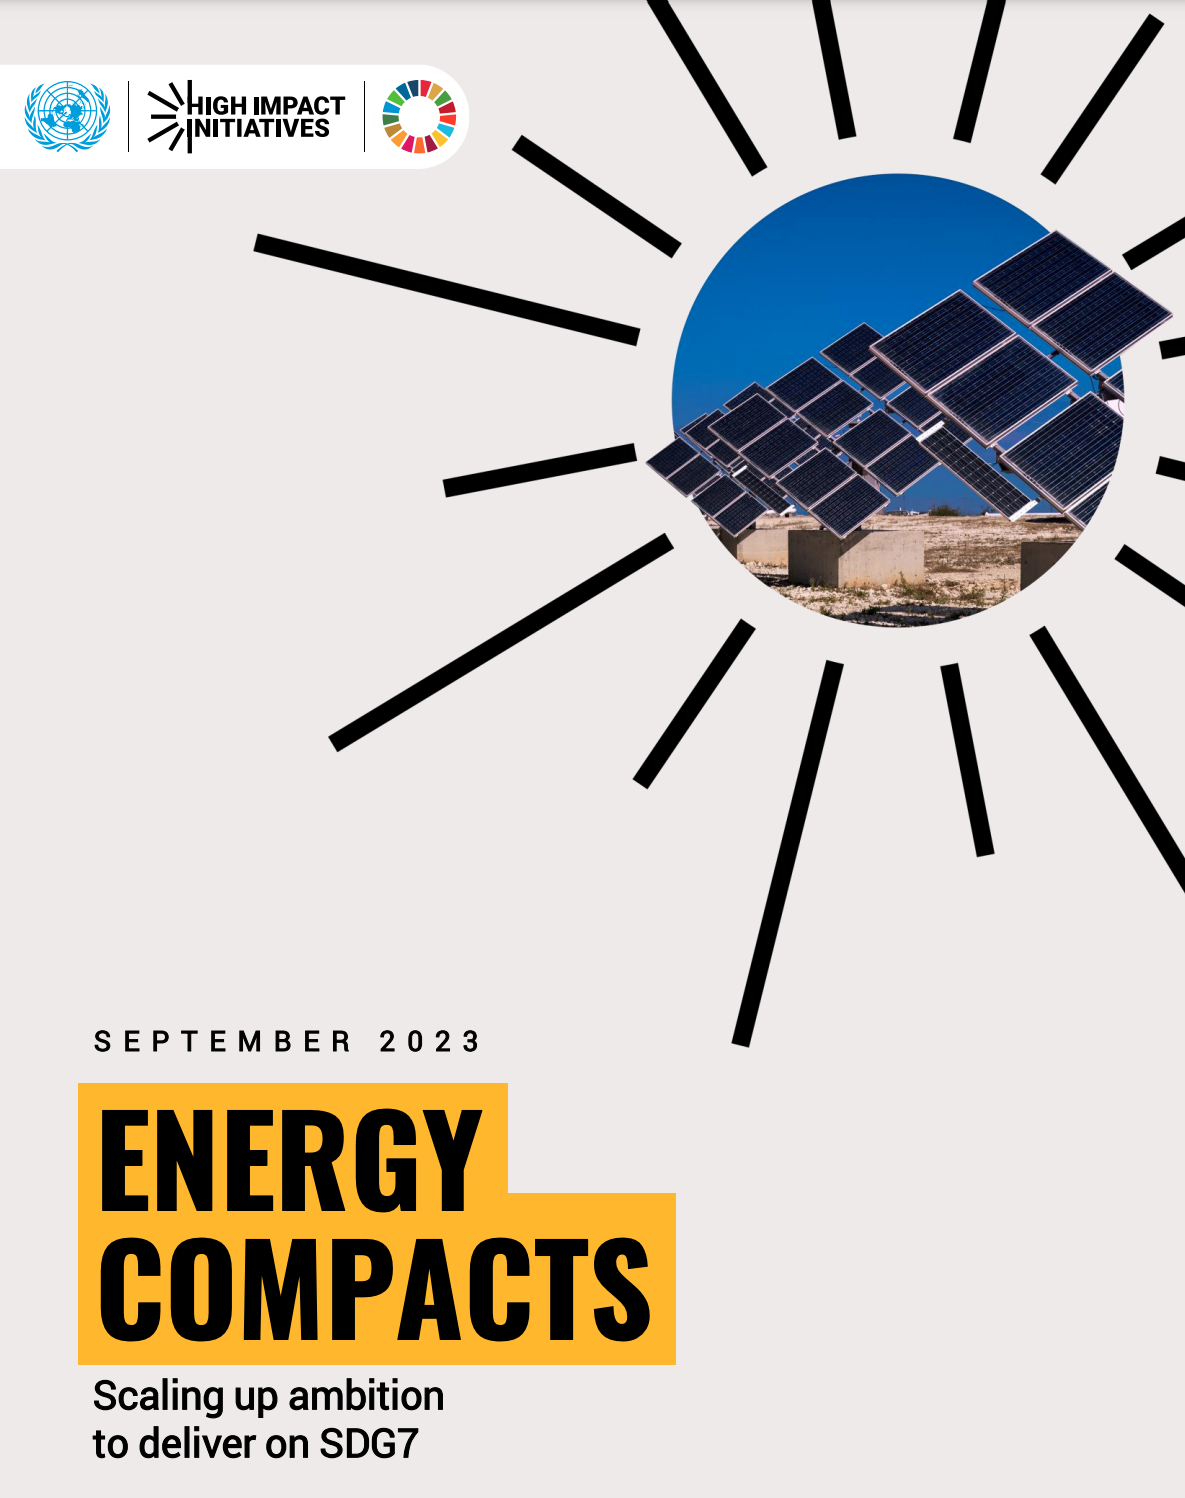 HIGH IMPACT
INITIATIVES
SEPTEMBER 2023
ENERGY
COMPACTS
Scaling up ambition
to deliver on SDG7